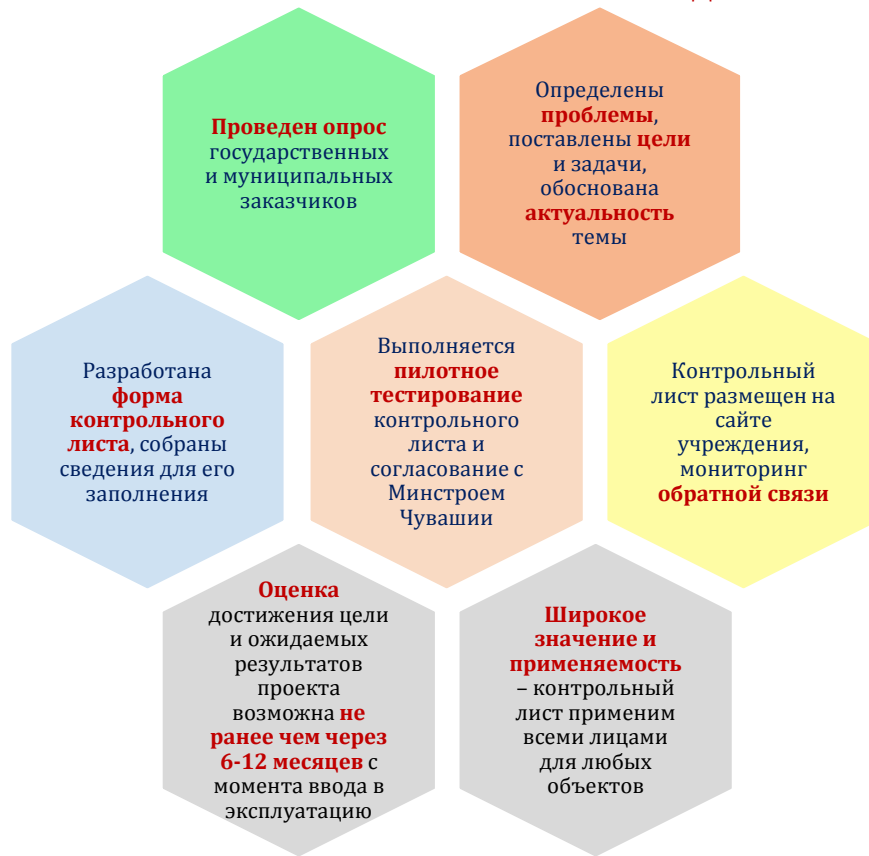 Проведен опрос
государственных
и муниципальных
заказчиков
Определены
проблемы,
поставлены цели
и задачи,
обоснована
актуальность
темы
Разработана
форма
контрольного
листа, собраны
сведения для его
заполнения
Выполняется
пилотное
тестирование
контрольного
листа и
согласование с
Минстроем
Чувашии
Контрольный
лист размещен на
сайте
учреждения,
мониторинг
обратной связи
Оценка
достижения цели
и ожидаемых
результатов
проекта
возможна не
ранее чем через
6-12 месяцев с
момента ввода в
эксплуатацию
Широкое
значение и
применяемость
– контрольный
лист применим
всеми лицами
для любых
объектов